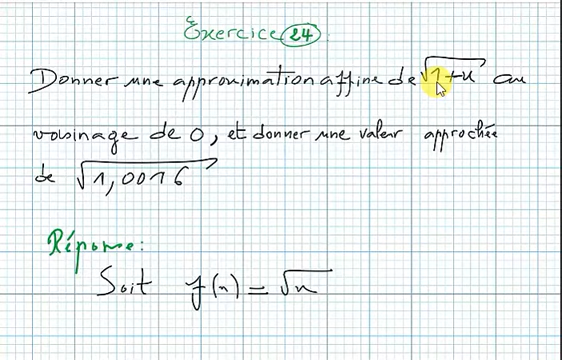 Exercice 24:
Donner une approximation affine de √1+x au
voisinage de 0, et donner une valeur approchée
de √1,0016
Réponse:
Soit f(x) = √x